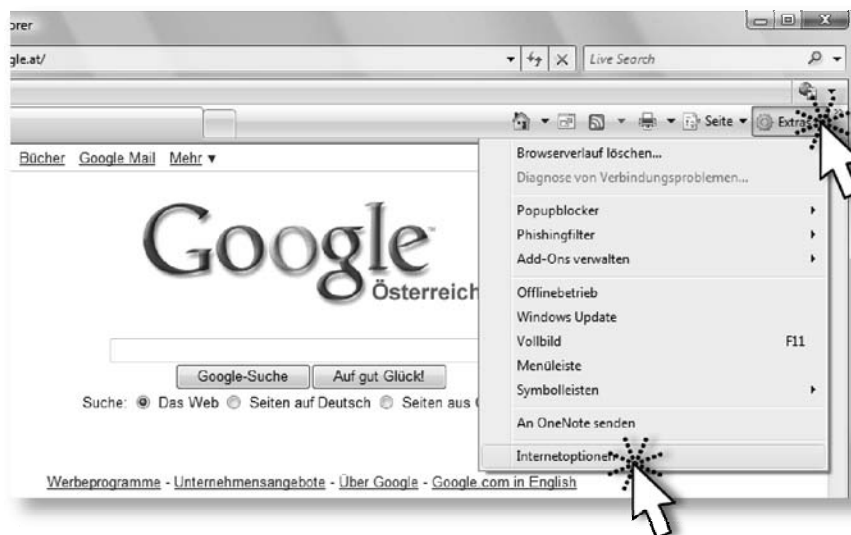 orer
gle.at/
Live Search
Seite
Extras
Bücher Google Mail Mehr
Browserverlauf löschen...
Diagnose von Verbindungsproblemen...
Popupblocker
Phishingfilter
Add-Ons verwalten
Offlinebetrieb
Windows Update
Vollbild F11
Menüleiste
Symbolleisten
An OneNote senden
Internetoptionen
Google
Österreich
Google-Suche Auf gut Glück!
Suche: Das Web Seiten auf Deutsch Seiten aus
Werbeprogramme - Unternehmensangebote - Über Google - Google.com in English